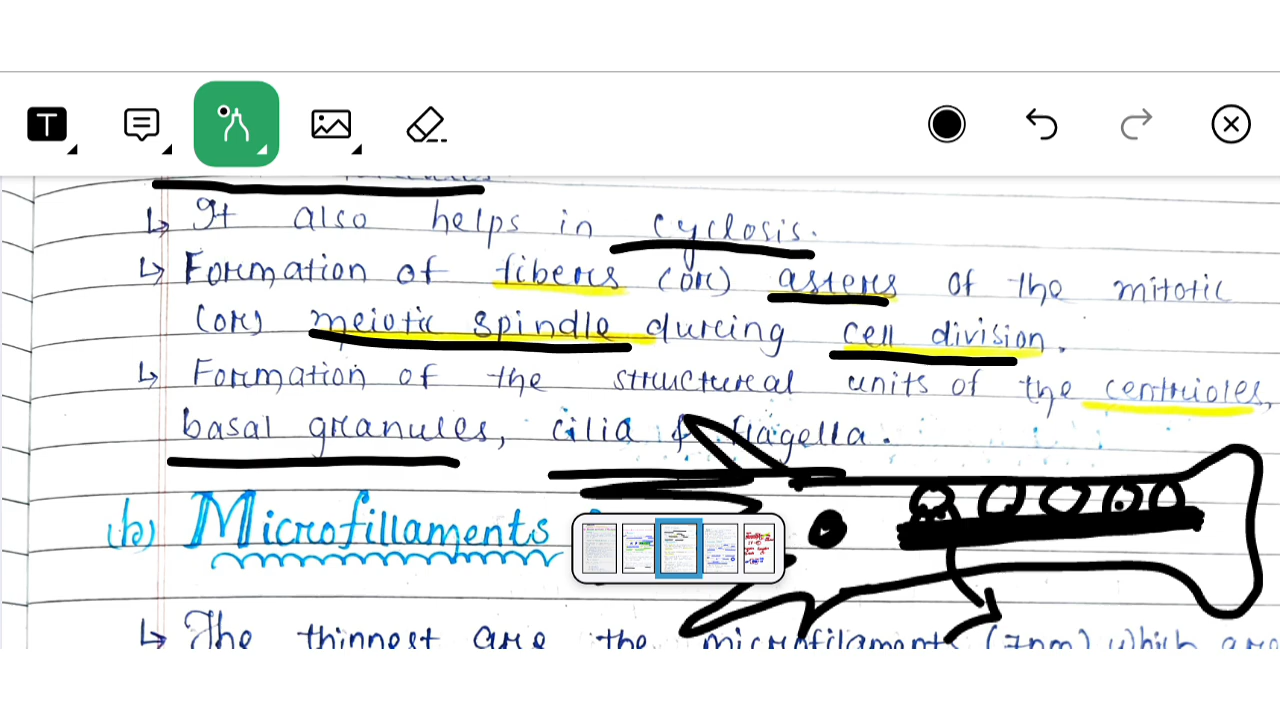 T
↳ It also helps in cyclosis.
↳ Formation of fibers (or) asters of the mitotic
(or) meiotic spindle during cell division.
↳ Formation of the structural units of the centrioles,
basal granules, cilia & flagella.
(b) Microfillaments
↳ The thinnest are the microfilaments (7nm) which are